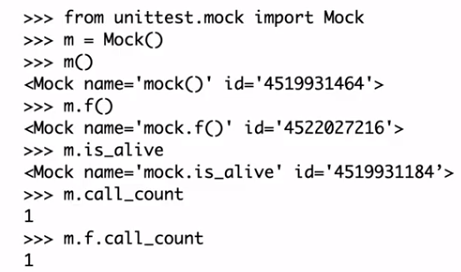 >>> from unittest.mock import Mock
>>> m = Mock()
>>> m()
<Mock name='mock()' id='4519931464'>
>>> m.f()
<Mock name='mock.f()' id='4522027216'>
>>> m.is_alive
<Mock name='mock.is_alive' id='4519931184’>
>>> m.call_count
1
>>> m.f.call_count
1